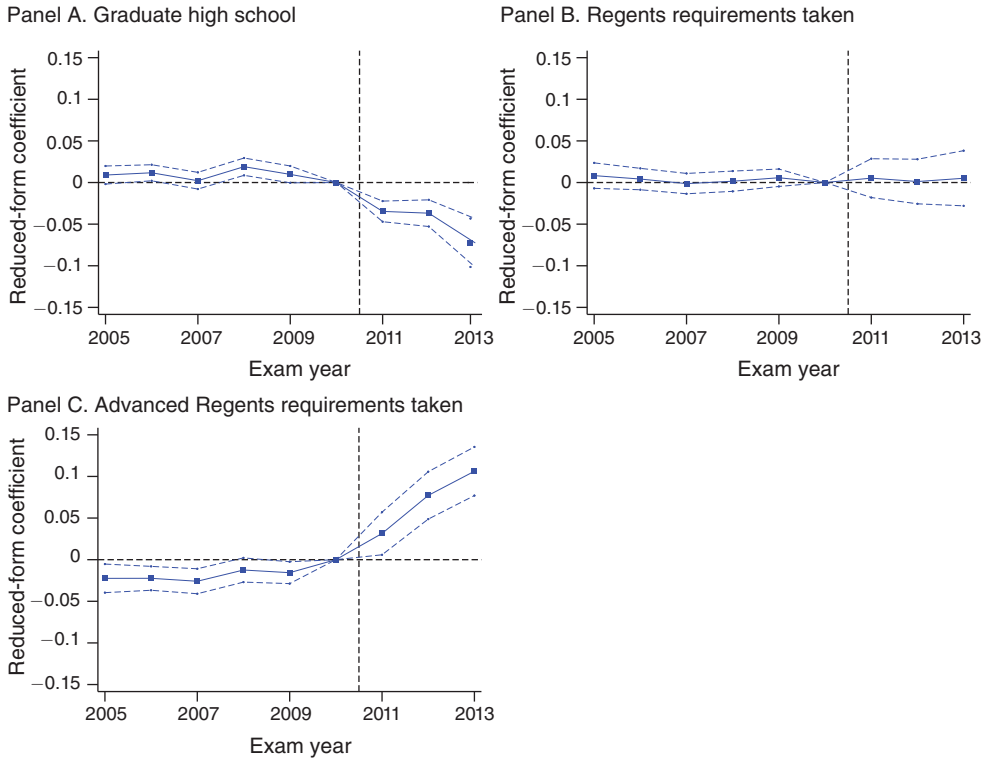 Panel A. Graduate high school
Reduced-form coefficient
0.15
0.1
0.05
0
−0.05
−0.1
−0.15
2005 2007 2009 2011 2013
Exam year
Panel B. Regents requirements taken
Reduced-form coefficient
0.15
0.1
0.05
0
−0.05
−0.1
−0.15
2005 2007 2009 2011 2013
Exam year
Panel C. Advanced Regents requirements taken
Reduced-form coefficient
0.15
0.1
0.05
0
−0.05
−0.1
−0.15
2005 2007 2009 2011 2013
Exam year